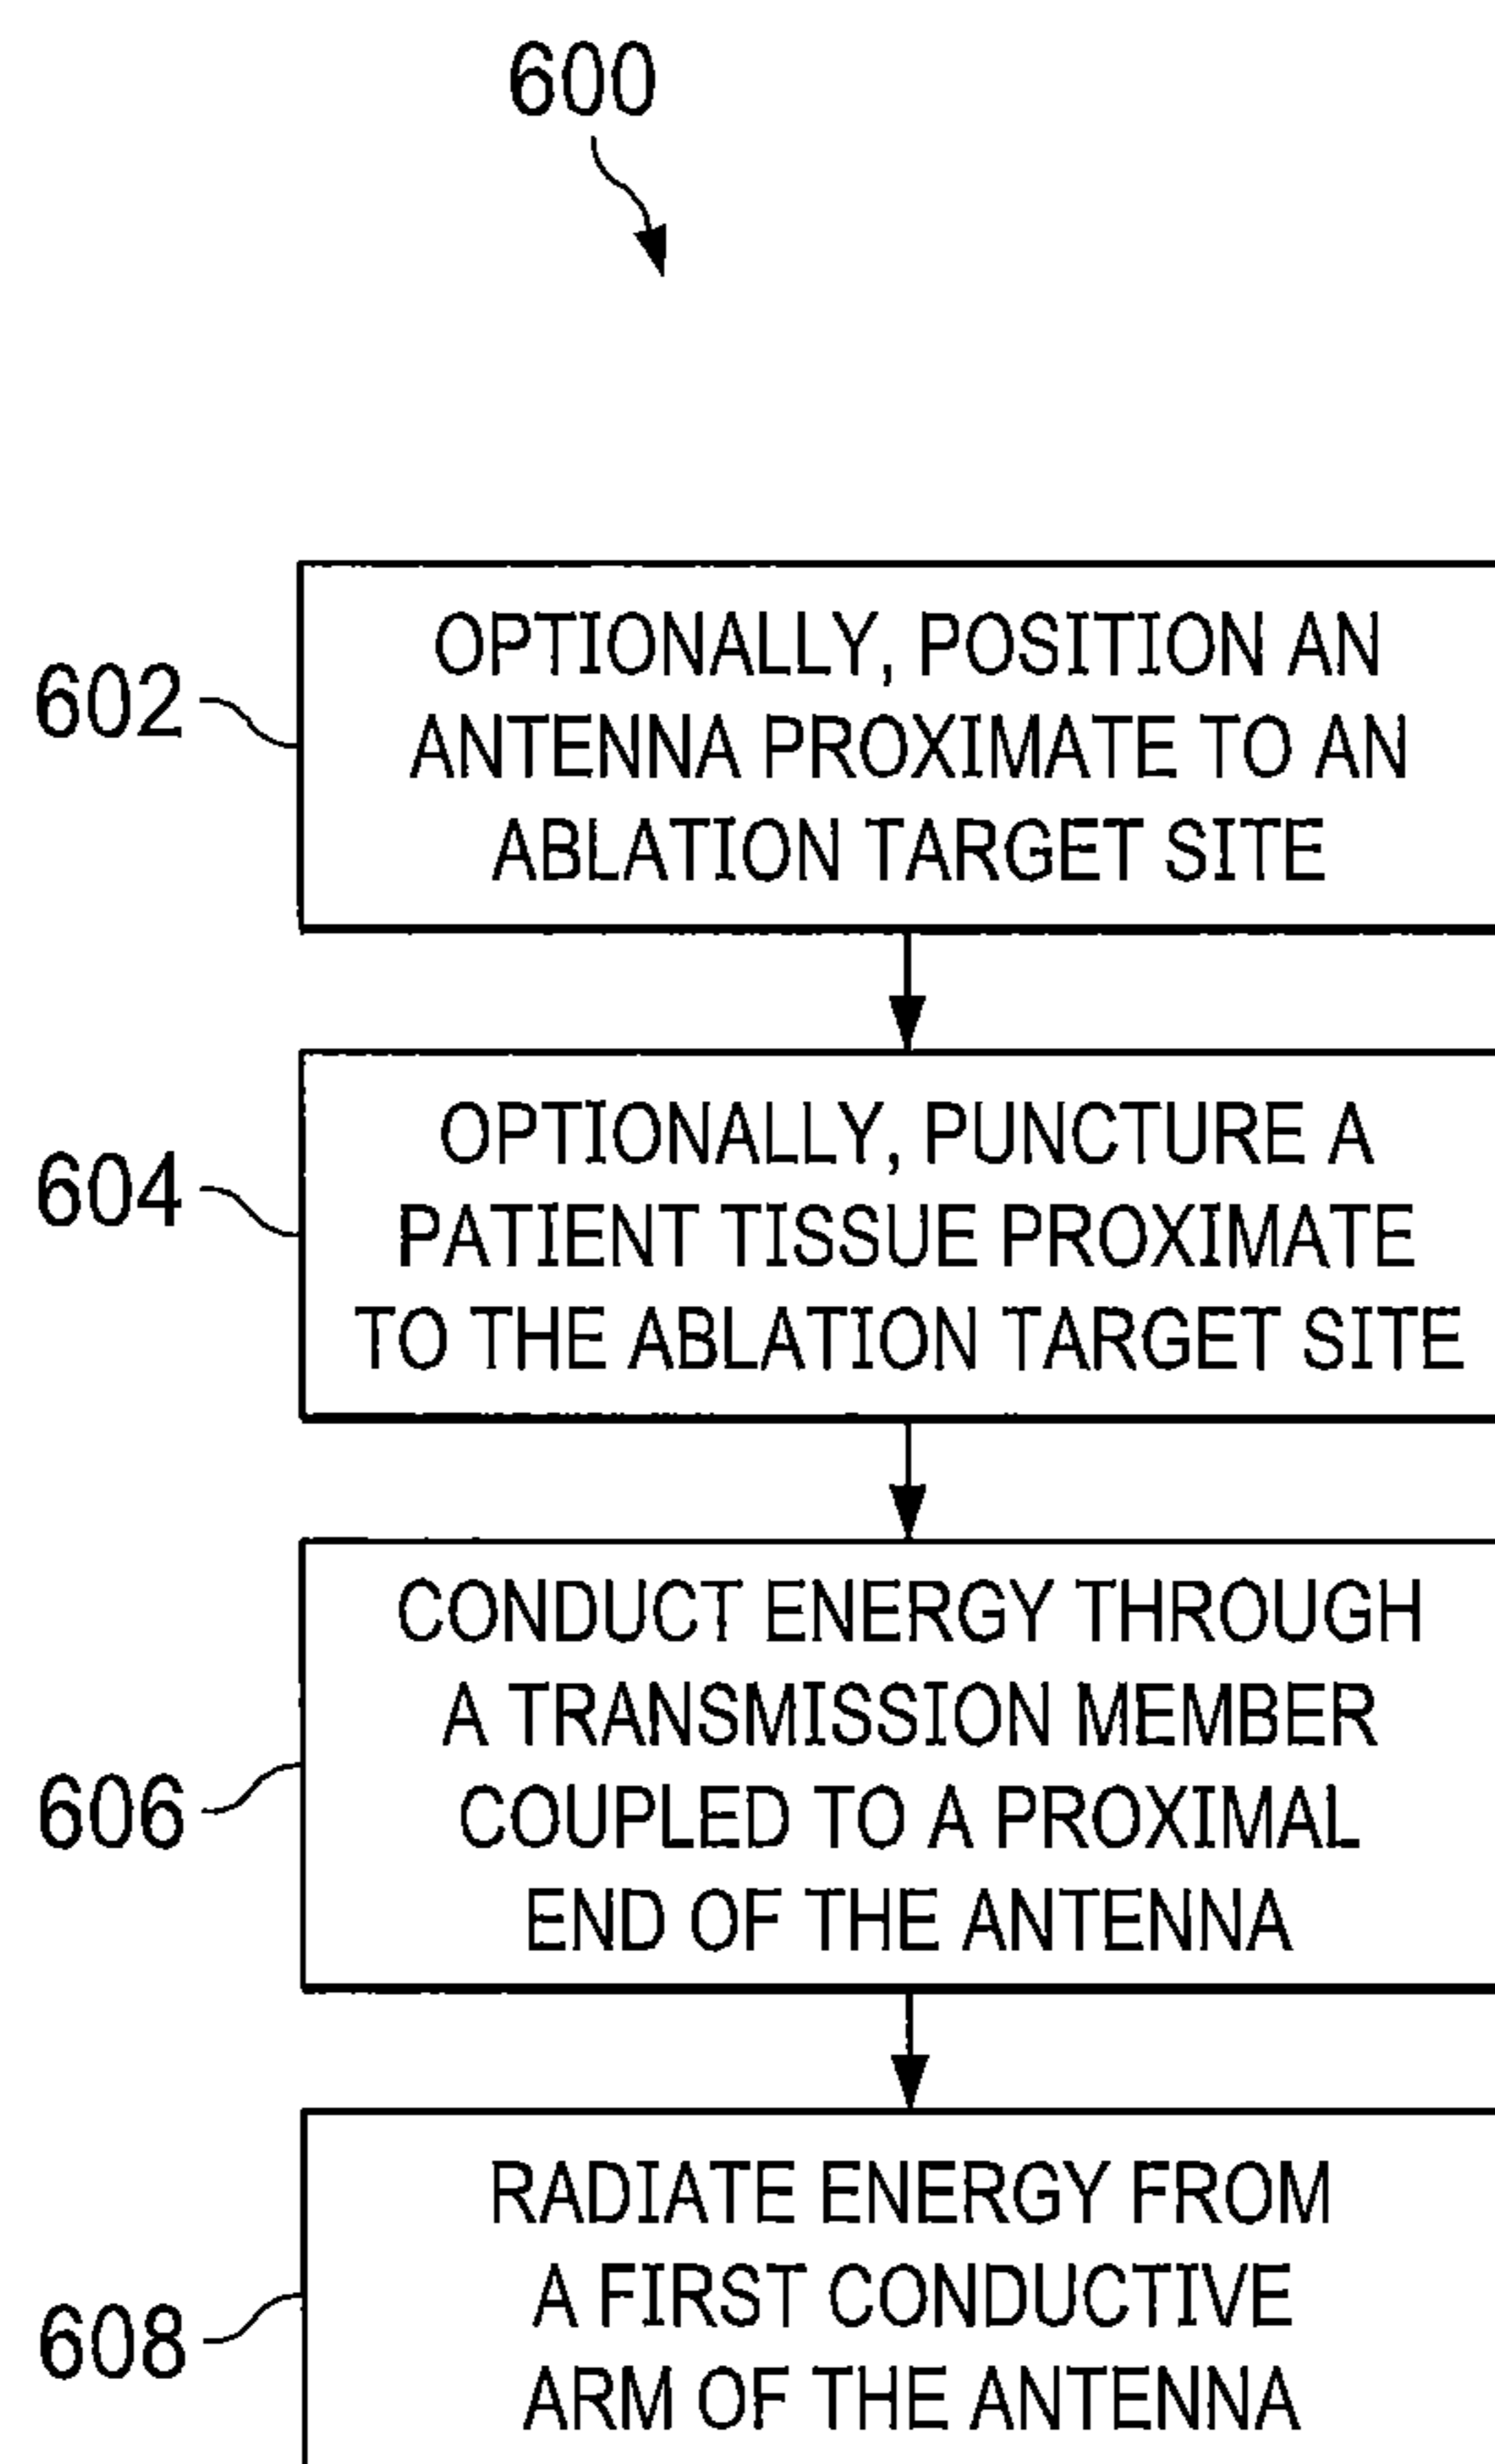 600
602
OPTIONALLY, POSITION AN
ANTENNA PROXIMATE TO AN
ABLATION TARGET SITE
604
OPTIONALLY, PUNCTURE A
PATIENT TISSUE PROXIMATE
TO THE ABLATION TARGET SITE
606
CONDUCT ENERGY THROUGH
A TRANSMISSION MEMBER
COUPLED TO A PROXIMAL
END OF THE ANTENNA
608
RADIATE ENERGY FROM
A FIRST CONDUCTIVE
ARM OF THE ANTENNA